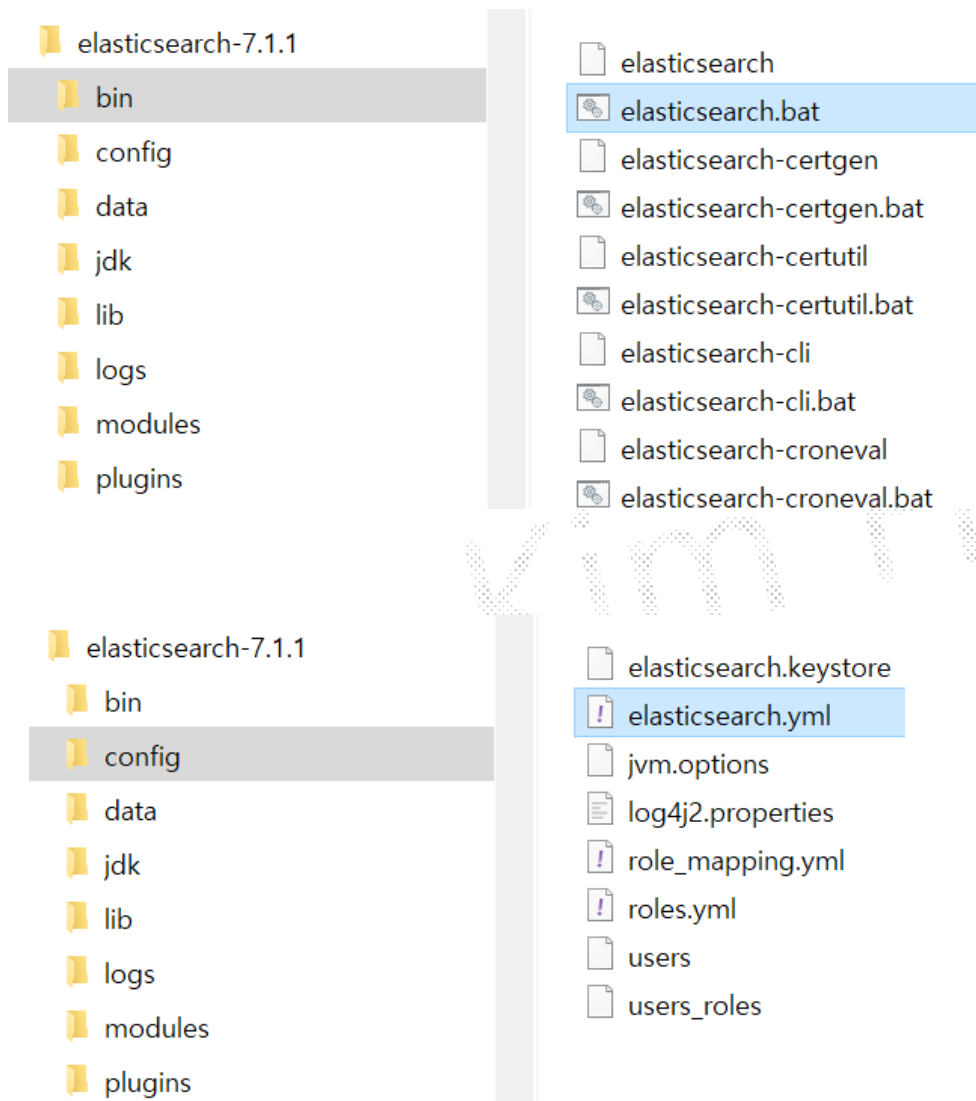 elasticsearch-7.1.1
bin
config
data
jdk
lib
logs
modules
plugins
elasticsearch
elasticsearch.bat
elasticsearch-certgen
elasticsearch-certgen.bat
elasticsearch-certutil
elasticsearch-certutil.bat
elasticsearch-cli
elasticsearch-cli.bat
elasticsearch-croneval
elasticsearch-croneval.bat
Kim
elasticsearch-7.1.1
bin
config
data
jdk
lib
logs
modules
plugins
elasticsearch.keystore
elasticsearch.yml
jvm.options
log4j2.properties
role_mapping.yml
roles.yml
users
users_roles